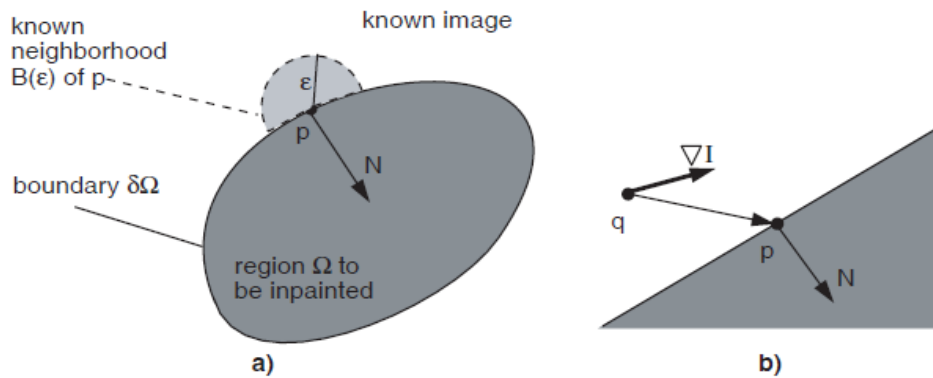 known
neighborhood
B(ε) of p
known image
ε
p
N
boundary δΩ
region Ω to
be inpainted
a)
∇I
q
p
N
b)